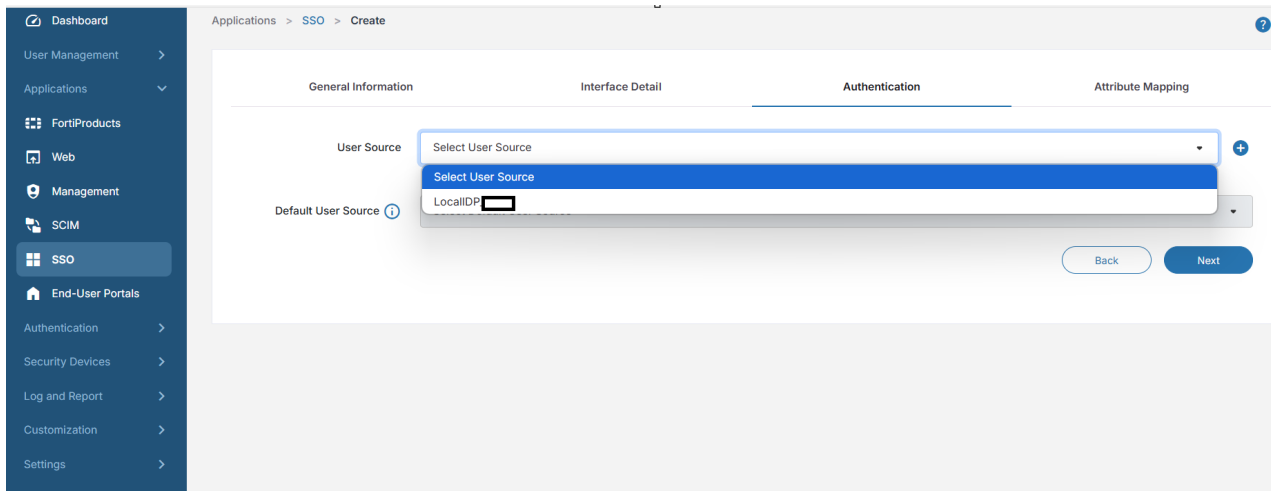 Dashboard
Applications > SSO > Create
?
User Management
Applications
FortiProducts
Web
Management
SCIM
SSO
End-User Portals
Authentication
Security Devices
Log and Report
Customization
Settings
General Information
Interface Detail
Authentication
Attribute Mapping
User Source
Select User Source
Select User Source
LocalIDP
Default User Source
Back
Next